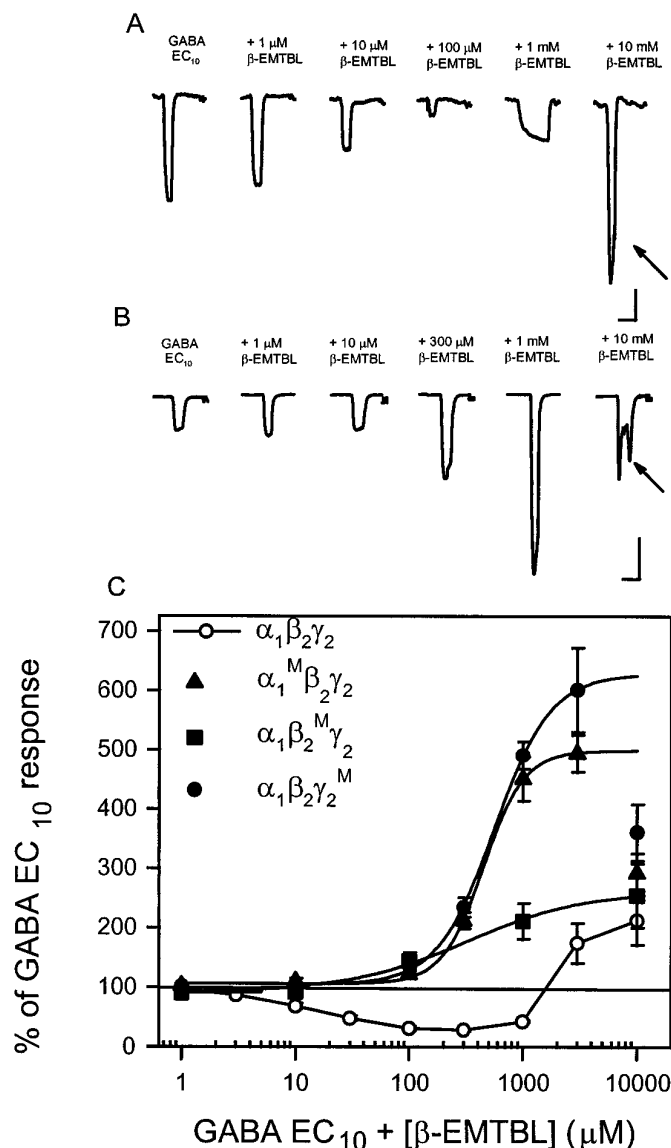 A
GABA EC₁₀
+ 1 μM β-EMTBL
+ 10 μM β-EMTBL
+ 100 μM β-EMTBL
+ 1 mM β-EMTBL
+ 10 mM β-EMTBL
B
GABA EC₁₀
+ 1 μM β-EMTBL
+ 10 μM β-EMTBL
+ 300 μM β-EMTBL
+ 1 mM β-EMTBL
+ 10 mM β-EMTBL
C
% of GABA EC ₁₀ response
700
600
500
400
300
200
100
0
α₁β₂γ₂
α₁ᴹβ₂γ₂
α₁β₂ᴹγ₂
α₁β₂γ₂ᴹ
1 10 100 1000 10000
GABA EC₁₀ + [β-EMTBL] (μM)